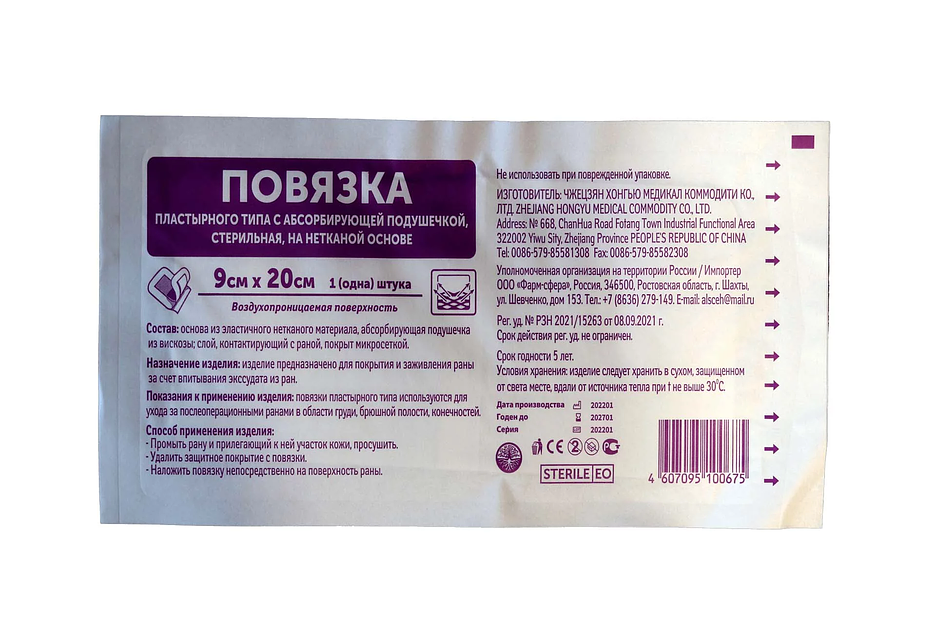 ПОВЯЗКА
ПЛАСТЫРНОГО ТИПА С АБСОРБИРУЮЩЕЙ ПОДУШЕЧКОЙ,
СТЕРИЛЬНАЯ, НА НЕТКАНОЙ ОСНОВЕ
9см x 20см 1 (одна) штука
Воздухопроницаемая поверхность
Состав: основа из эластичного нетканого материала, абсорбирующая подушечка
из вискозы; слой, контактирующий с раной, покрыт микросеткой.
Назначение изделия: изделие предназначено для покрытия и заживления раны
за счет впитывания экссудата из ран.
Показания к применению изделия: повязки пластырного типа используются для
ухода за послеоперационными ранами в области груди, брюшной полости, конечностей.
Способ применения изделия:
- Промыть рану и прилегающий к ней участок кожи, просушить.
- Удалить защитное покрытие с повязки.
- Наложить повязку непосредственно на поверхность раны.
Не использовать при поврежденной упаковке.
ИЗГОТОВИТЕЛЬ: ЧЖЕЦЗЯН ХОНГЬЮ МЕДИКАЛ КОММОДИТИ КО.,
ЛТД. ZHEJIANG HONGYU MEDICAL COMMODITY CO., LTD.
Address: № 668, ChanHua Road Fotang Town Industrial Functional Area
322002 Yiwu Sity, Zhejiang Province PEOPLE'S REPUBLIC OF CHINA
Tel: 0086-579-85581308 Fax: 0086-579-85582308
Уполномоченная организация на территории России / Импортер
ООО «Фарм-сфера», Россия, 346500, Ростовская область, г. Шахты,
ул. Шевченко, дом 153. Тел.: +7 (8636) 279-149. E-mail: alsceh@mail.ru
Рег. уд. № РЗН 2021/15263 от 08.09.2021 г.
Срок действия рег. уд. не ограничен.
Срок годности 5 лет.
Условия хранения: изделие следует хранить в сухом, защищенном
от света месте, вдали от источника тепла при t не выше 30°С.
Дата производства 202201
Годен до 202701
Серия 202201
CE 2 РСТ
STERILE EO
4 607095 100675